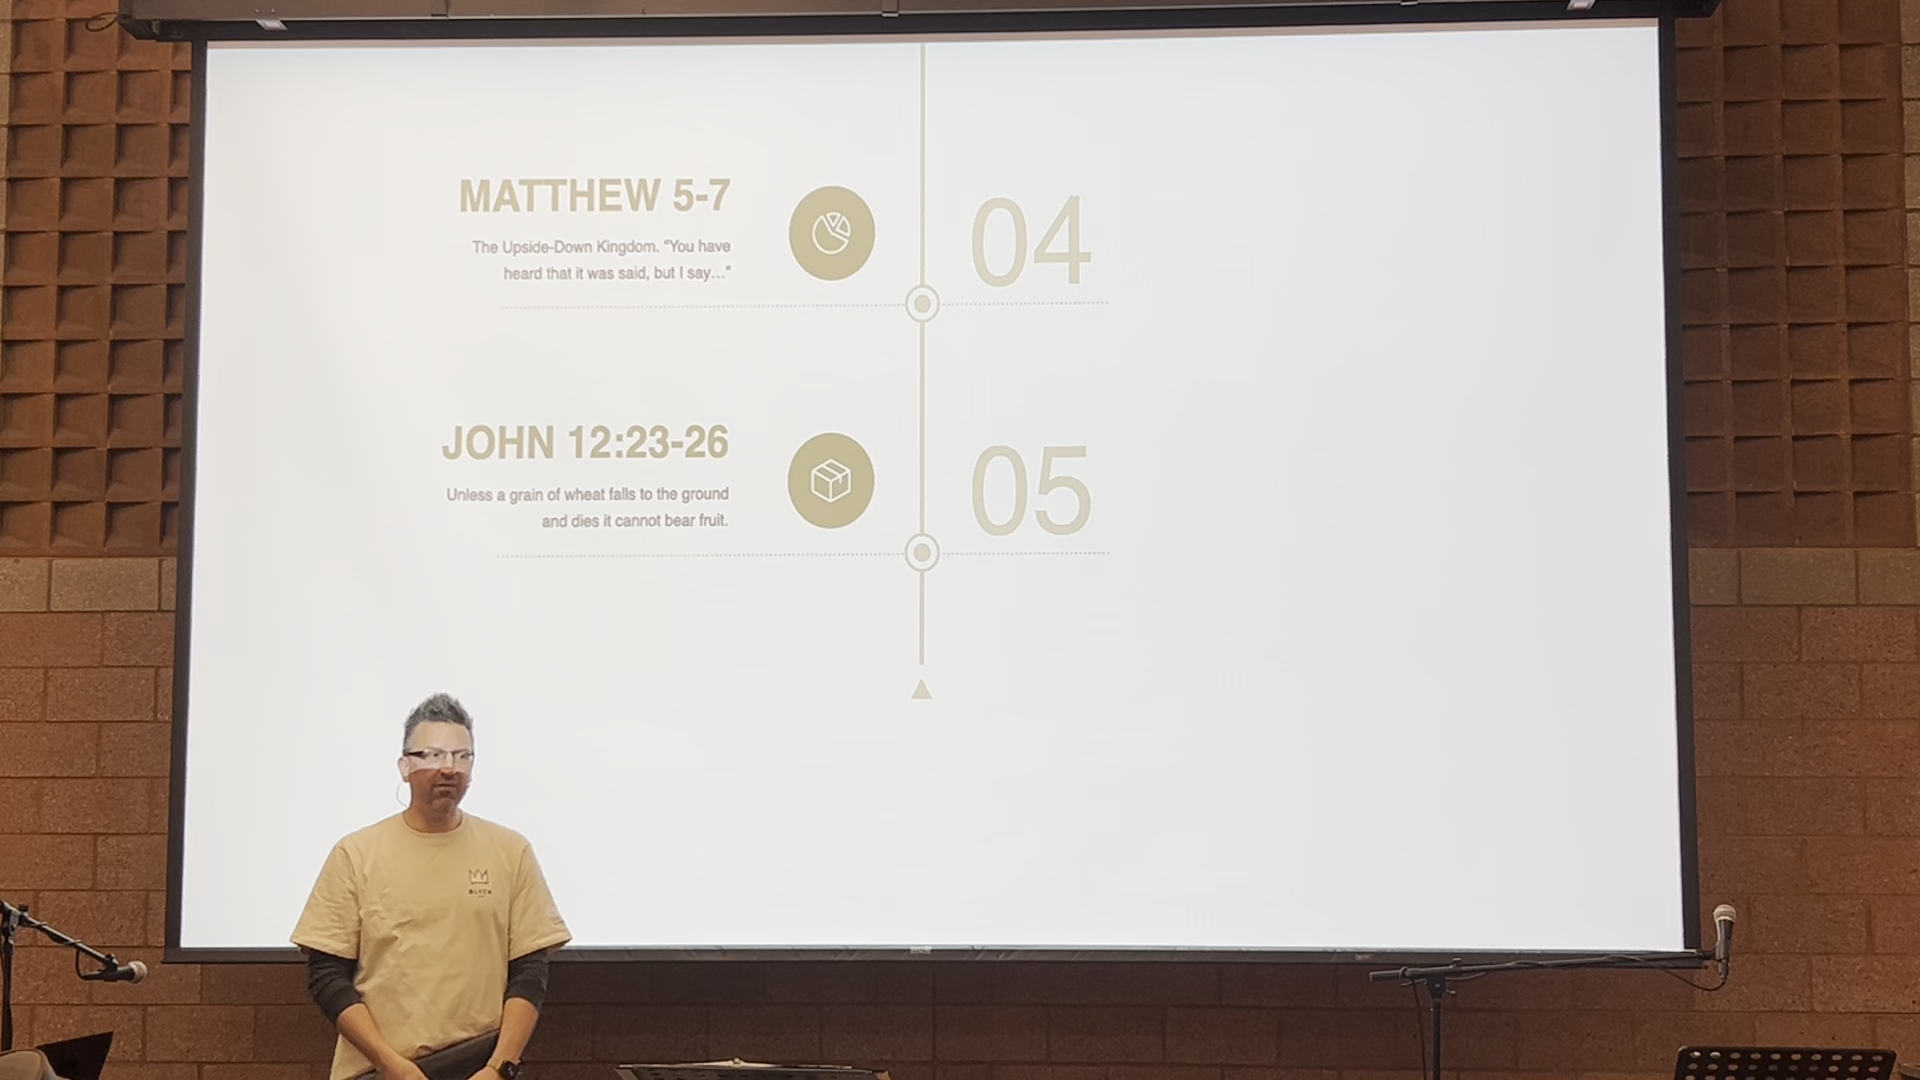 MATTHEW 5-7
The Upside-Down Kingdom. “You have
heard that it was said, but I say…”
04
JOHN 12:23-26
Unless a grain of wheat falls to the ground
and dies it cannot bear fruit.
05